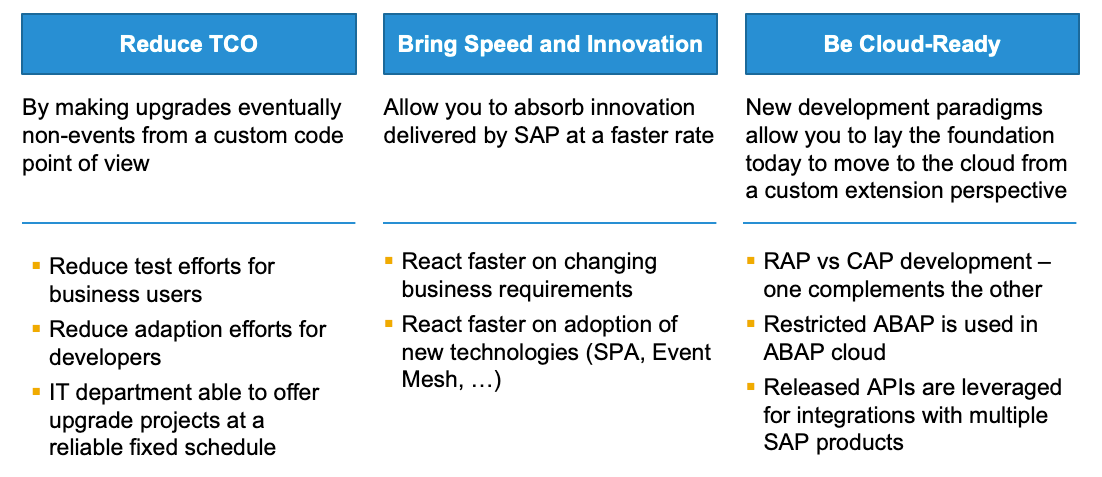 Reduce TCO
By making upgrades eventually
non-events from a custom code
point of view
▪ Reduce test efforts for
business users
▪ Reduce adaption efforts for
developers
▪ IT department able to offer
upgrade projects at a
reliable fixed schedule
Bring Speed and Innovation
Allow you to absorb innovation
delivered by SAP at a faster rate
▪ React faster on changing
business requirements
▪ React faster on adoption of
new technologies (SPA, Event
Mesh, …)
Be Cloud-Ready
New development paradigms
allow you to lay the foundation
today to move to the cloud from
a custom extension perspective
▪ RAP vs CAP development –
one complements the other
▪ Restricted ABAP is used in
ABAP cloud
▪ Released APIs are leveraged
for integrations with multiple
SAP products